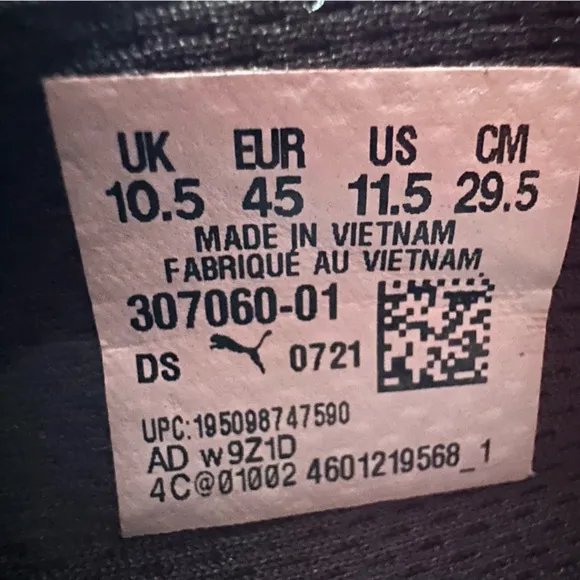 UK EUR US CM
10.5 45 11.5 29.5
MADE IN VIETNAM
FABRIQUÉ AU VIETNAM
307060-01
DS 0721
UPC:195098747590
AD w9Z1D
4C@01002 4601219568_1